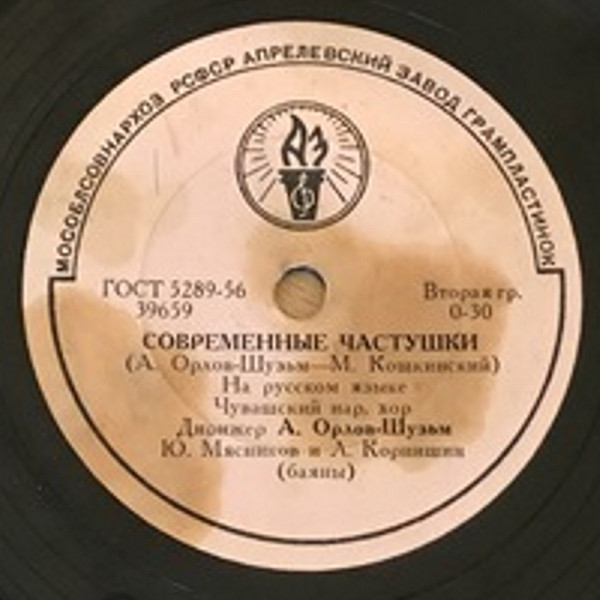 МОСОБЛСОВНАРХОЗ РСФСР АПРЕЛЕВСКИЙ ЗАВОД ГРАМПЛАСТИНОК
АЗ
ГОСТ 5289-56 Вторая гр.
39659 0-30
СОВРЕМЕННЫЕ ЧАСТУШКИ
(А. Орлов-Шузьм—М. Кошкинский)
На русском языке
Чувашский нар. хор
Дирижер А. Орлов-Шузьм
Ю. Мясников и Л. Корнишин
(баяны)